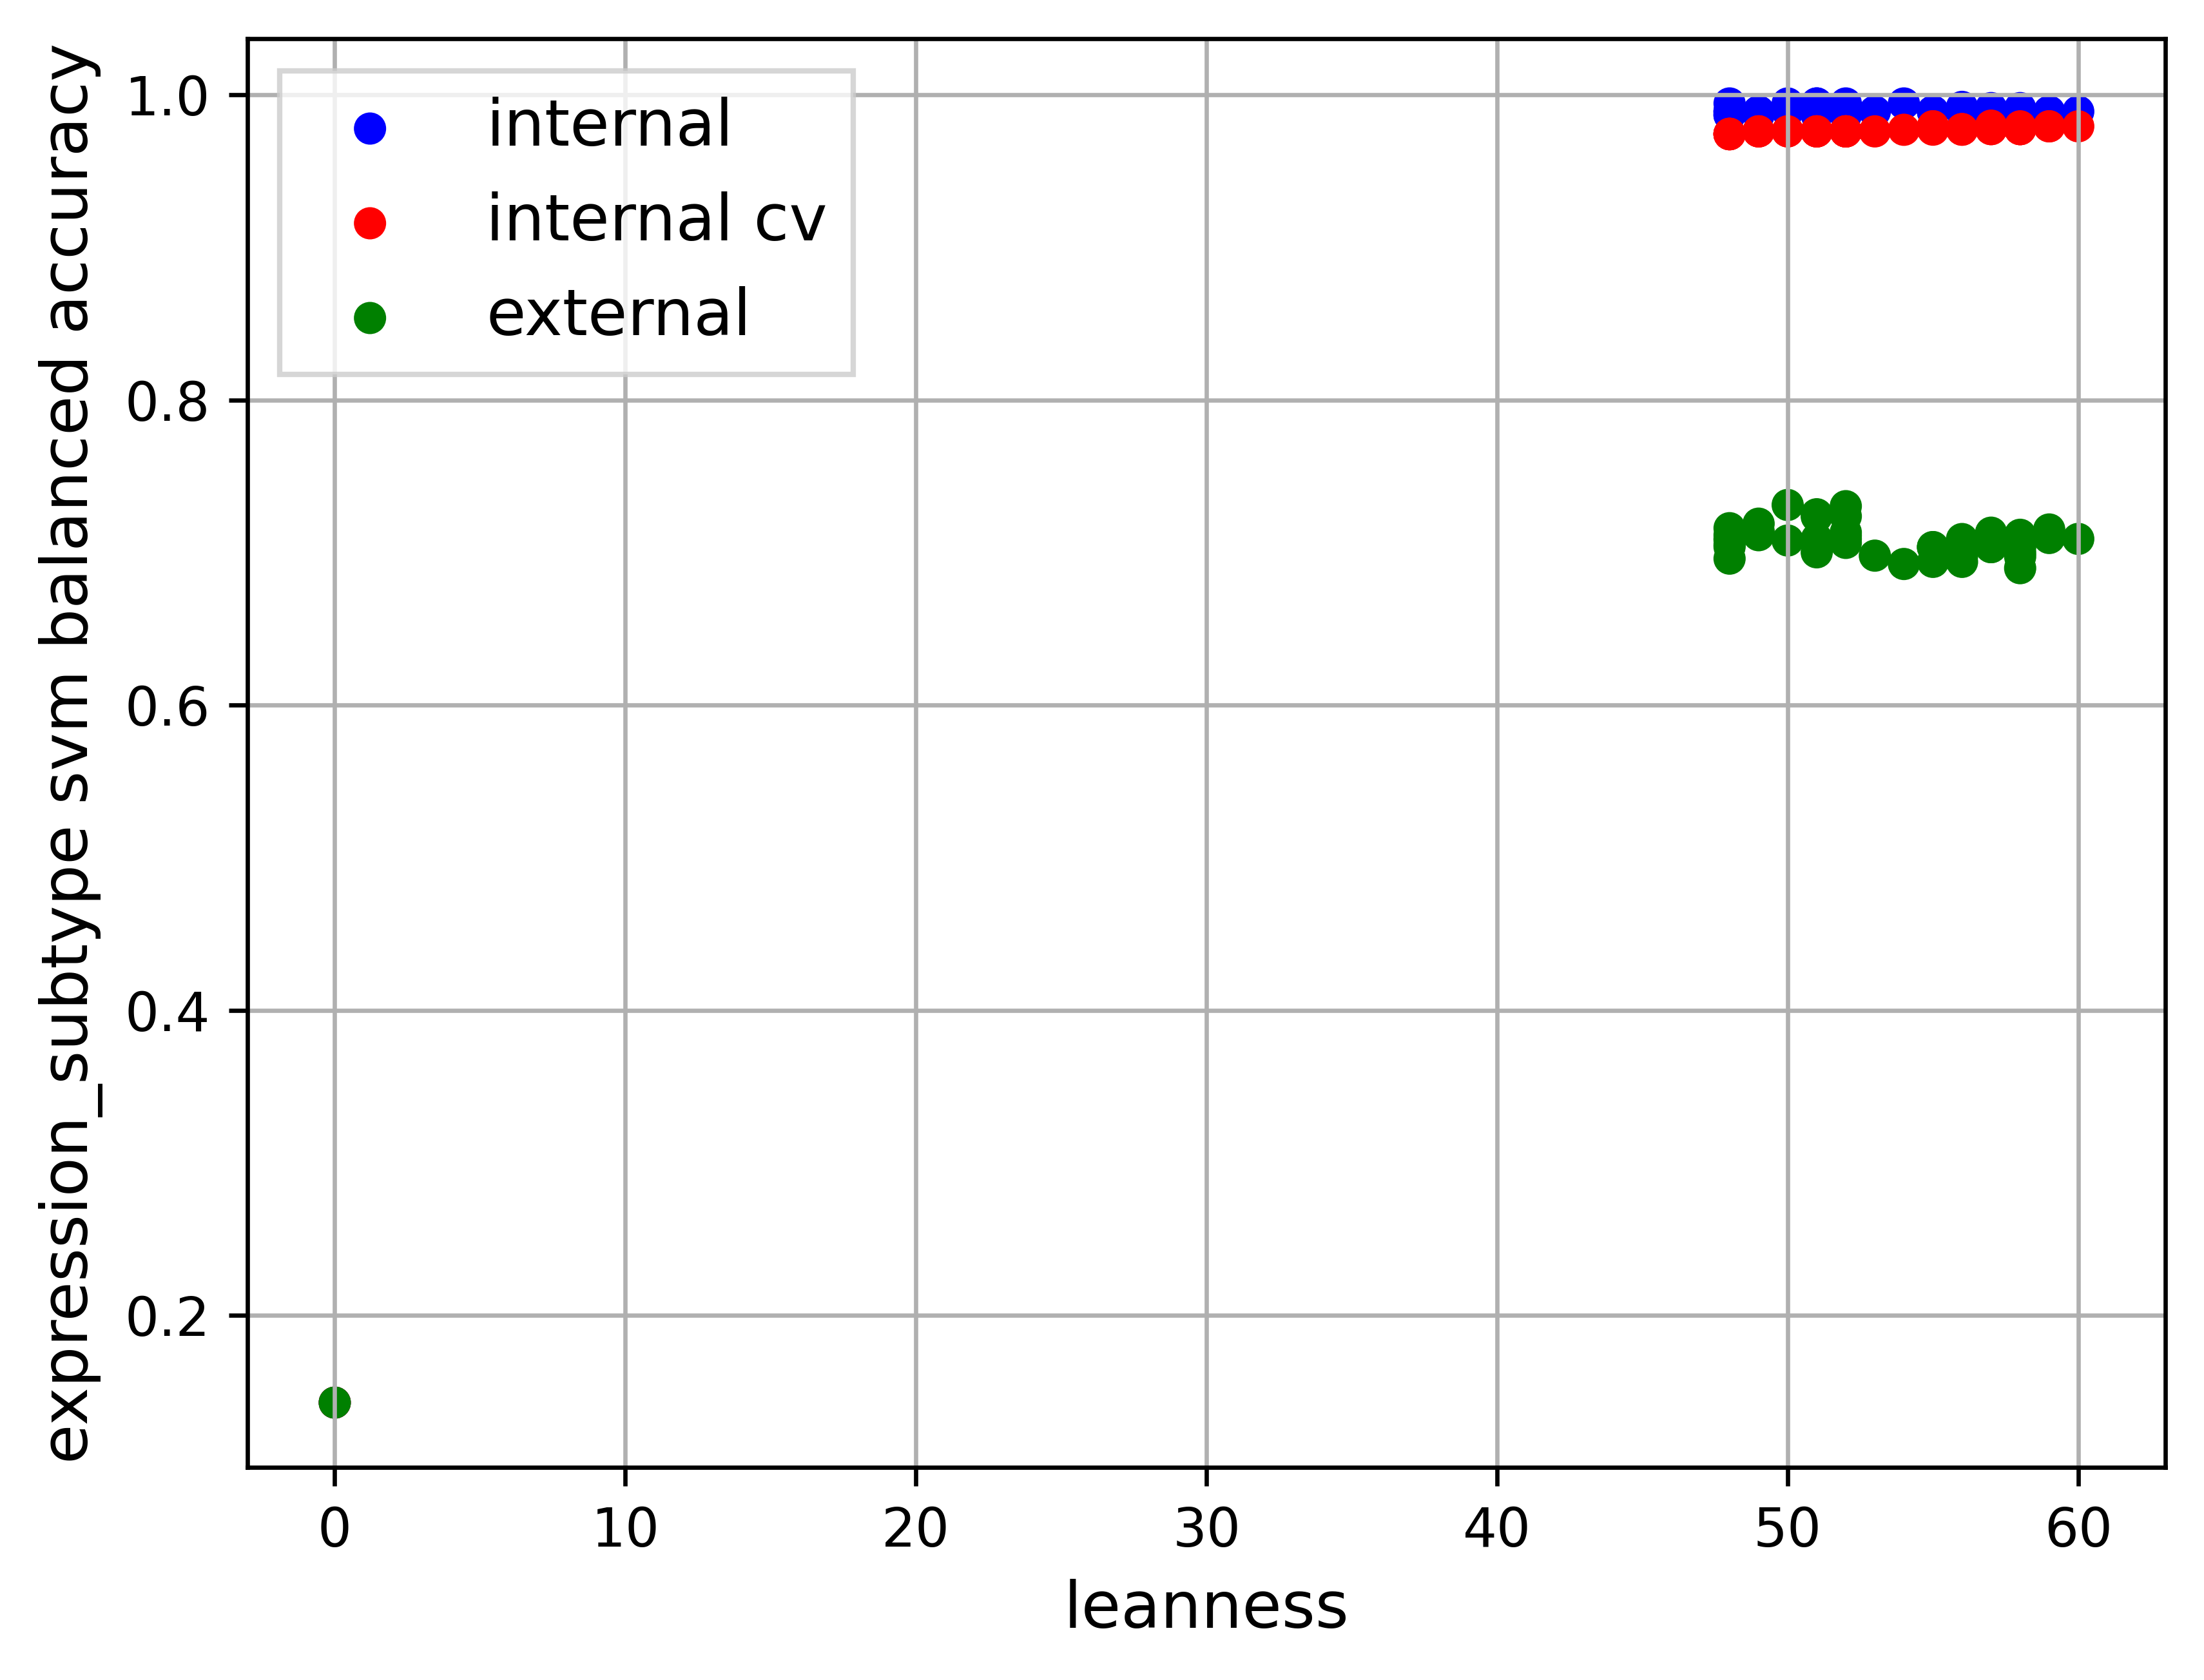 internal
internal cv
external
1.0
0.8
0.6
0.4
0.2
expression_subtype svm balanced accuracy
0 10 20 30 40 50 60
leanness